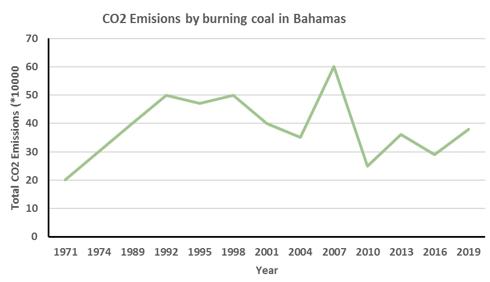 CO2 Emisions by burning coal in Bahamas
Total CO2 Emissions (*10000
70
60
50
40
30
20
10
0
1971 1974 1989 1992 1995 1998 2001 2004 2007 2010 2013 2016 2019
Year